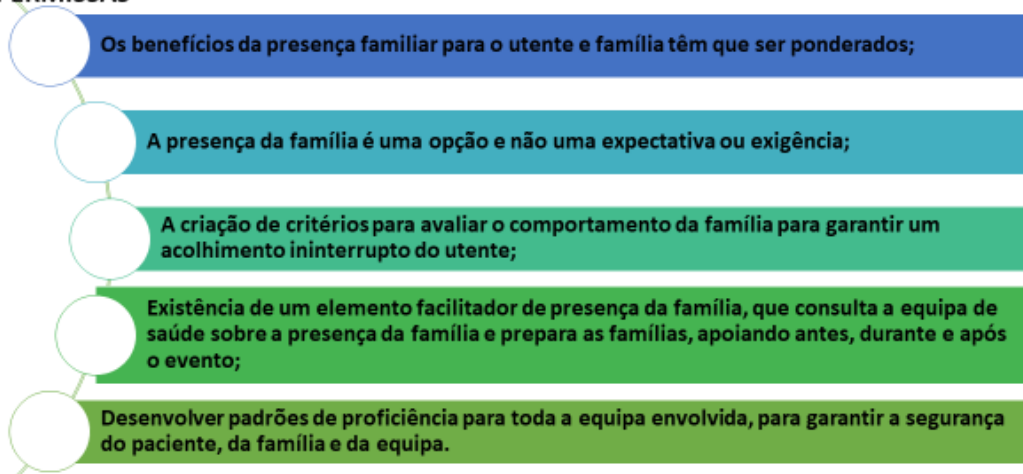 Os benefícios da presença familiar para o utente e família têm que ser ponderados;
A presença da família é uma opção e não uma expectativa ou exigência;
A criação de critérios para avaliar o comportamento da família para garantir um
acolhimento ininterrupto do utente;
Existência de um elemento facilitador de presença da família, que consulta a equipa de
saúde sobre a presença da família e prepara as famílias, apoiando antes, durante e após
o evento;
Desenvolver padrões de proficiência para toda a equipa envolvida, para garantir a segurança
do paciente, da família e da equipa.